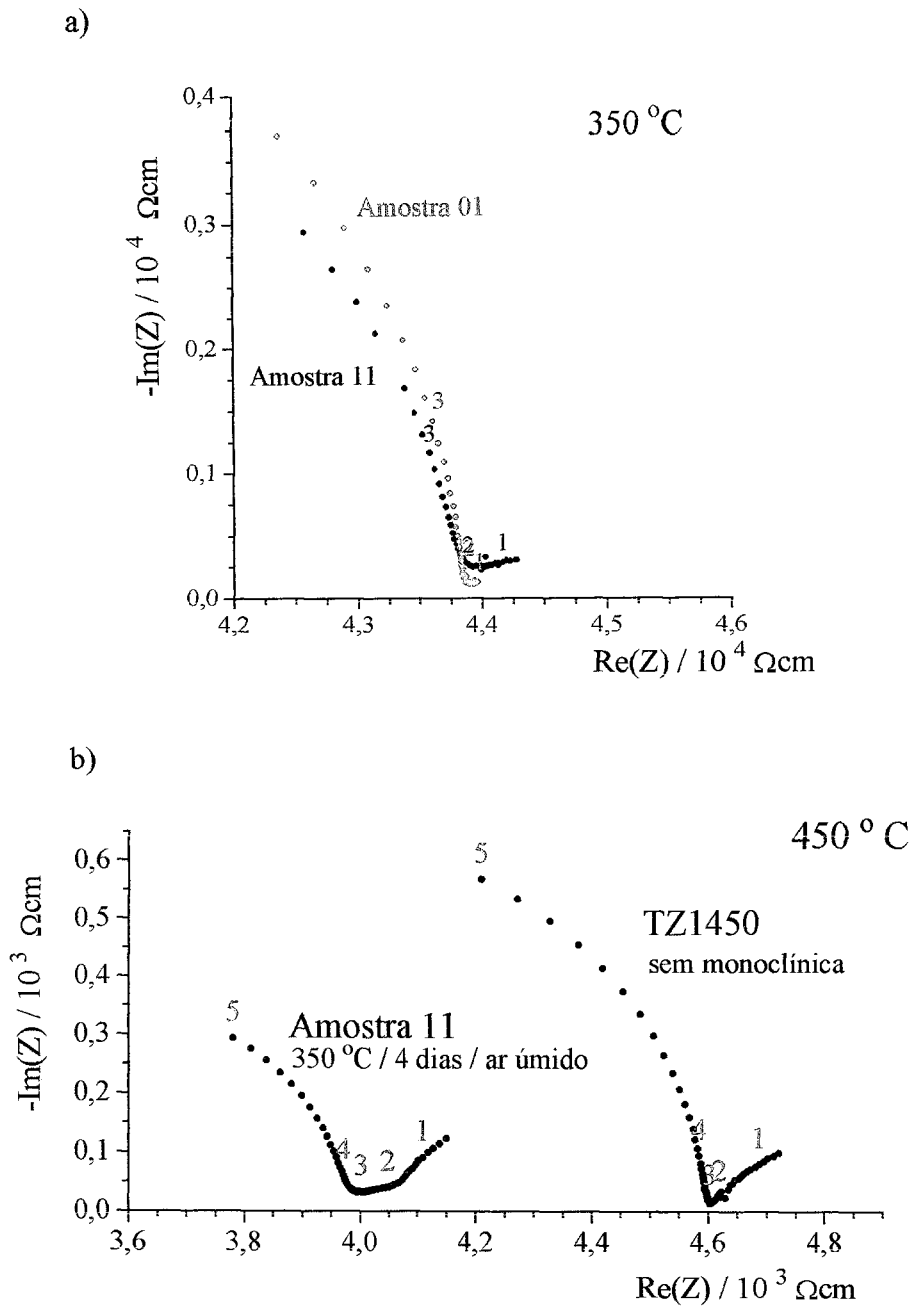 a)
0,4
350 °C
Amostra 01
0,3
-Im(Z) / 10 4 Ωcm
0,2
Amostra 11
3
3
0,1
2
1
1
0,0
4,2
4,3
4,4
4,5
4,6
Re(Z) / 10 4 Ωcm
b)
450 ° C
0,6
5
TZ1450
0,5
sem monoclínica
-Im(Z) / 10 3 Ωcm
0,4
0,3
5
Amostra 11
350 °C / 4 dias / ar úmido
0,2
4
1
1
0,1
4
3
2
3
2
0,0
3,6
3,8
4,0
4,2
4,4
4,6
4,8
Re(Z) / 10 3 Ωcm